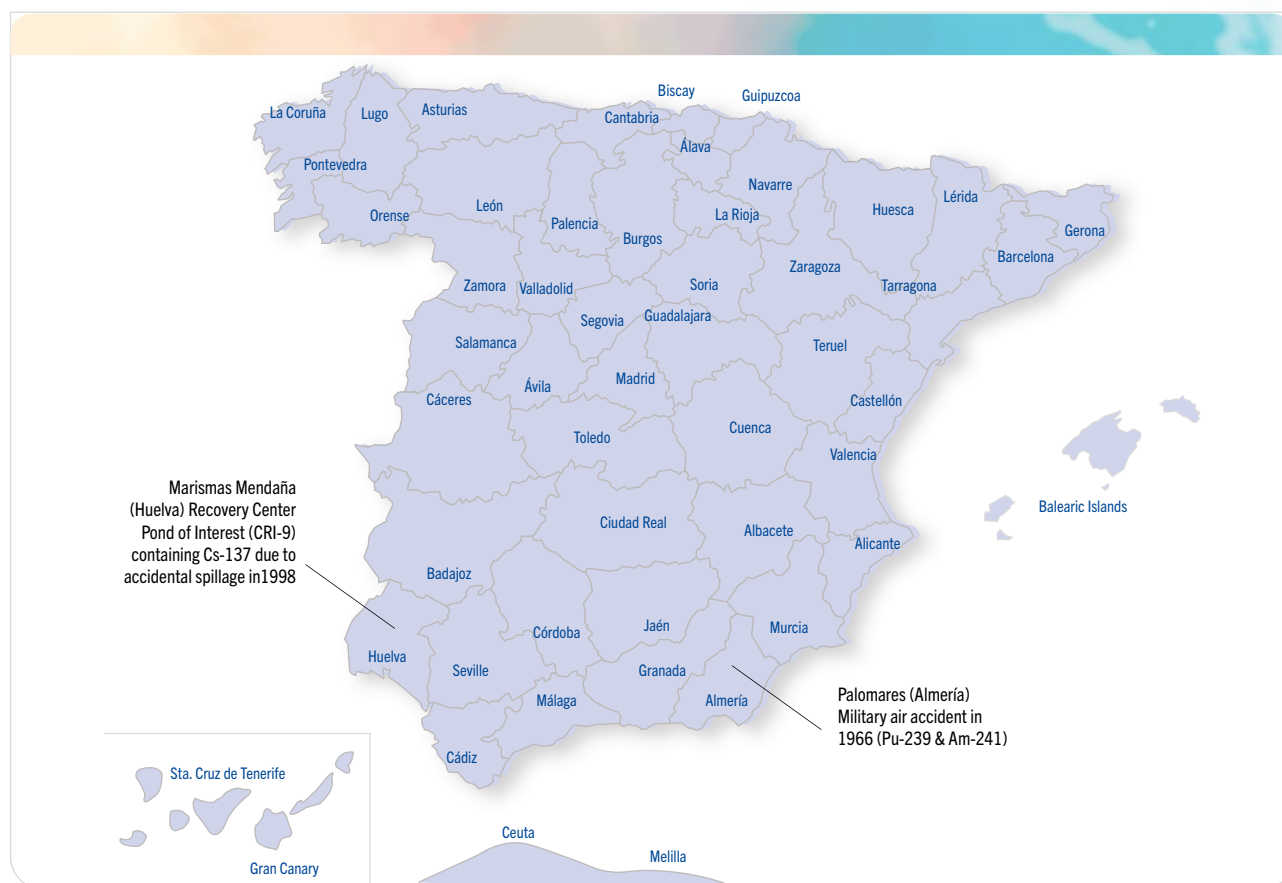 Biscay
Guipuzcoa
La Coruña
Lugo
Asturias
Cantabria
Álava
Pontevedra
Navarre
Lérida
León
Orense
Palencia
La Rioja
Huesca
Gerona
Burgos
Barcelona
Zaragoza
Zamora
Valladolid
Soria
Tarragona
Segovia
Guadalajara
Salamanca
Teruel
Ávila
Madrid
Cáceres
Castellón
Toledo
Cuenca
Valencia
Marismas Mendaña
(Huelva) Recovery Center
Pond of Interest (CRI-9)
containing Cs-137 due to
accidental spillage in1998
Balearic Islands
Ciudad Real
Albacete
Alicante
Badajoz
Córdoba
Jaén
Murcia
Huelva
Seville
Granada
Málaga
Almería
Palomares (Almería)
Military air accident in
1966 (Pu-239 & Am-241)
Cádiz
Sta. Cruz de Tenerife
Gran Canary
Ceuta
Melilla